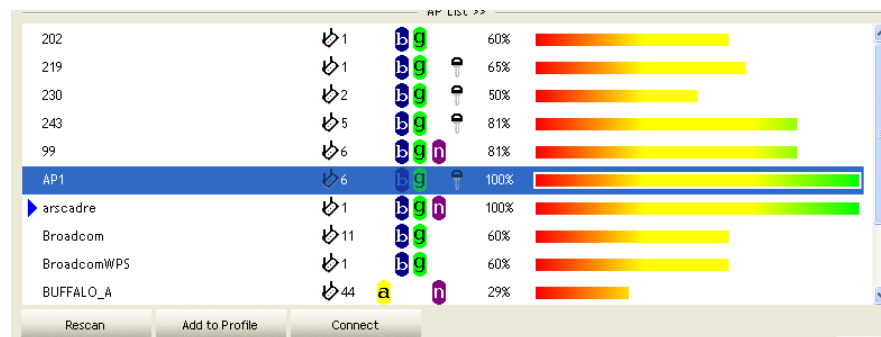 AP List >>
202 1 b g 60%
219 1 b g 65%
230 2 b g 50%
243 5 b g 81%
99 6 b g n 81%
AP1 6 b g 100%
arscadre 1 b g n 100%
Broadcom 11 b g 60%
BroadcomWPS 1 b g 60%
BUFFALO_A 44 a n 29%
Rescan Add to Profile Connect